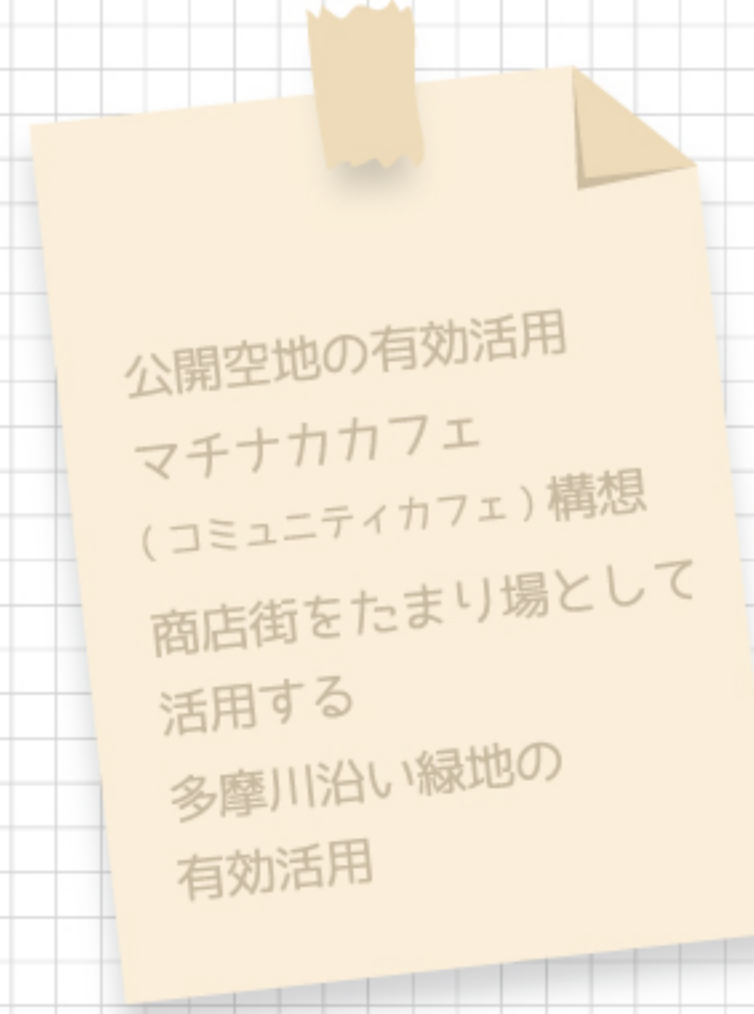 公開空地の有効活用
マチナカカフェ
(コミュニティカフェ)構想
商店街をたまり場として
活用する
多摩川沿い緑地の
有効活用